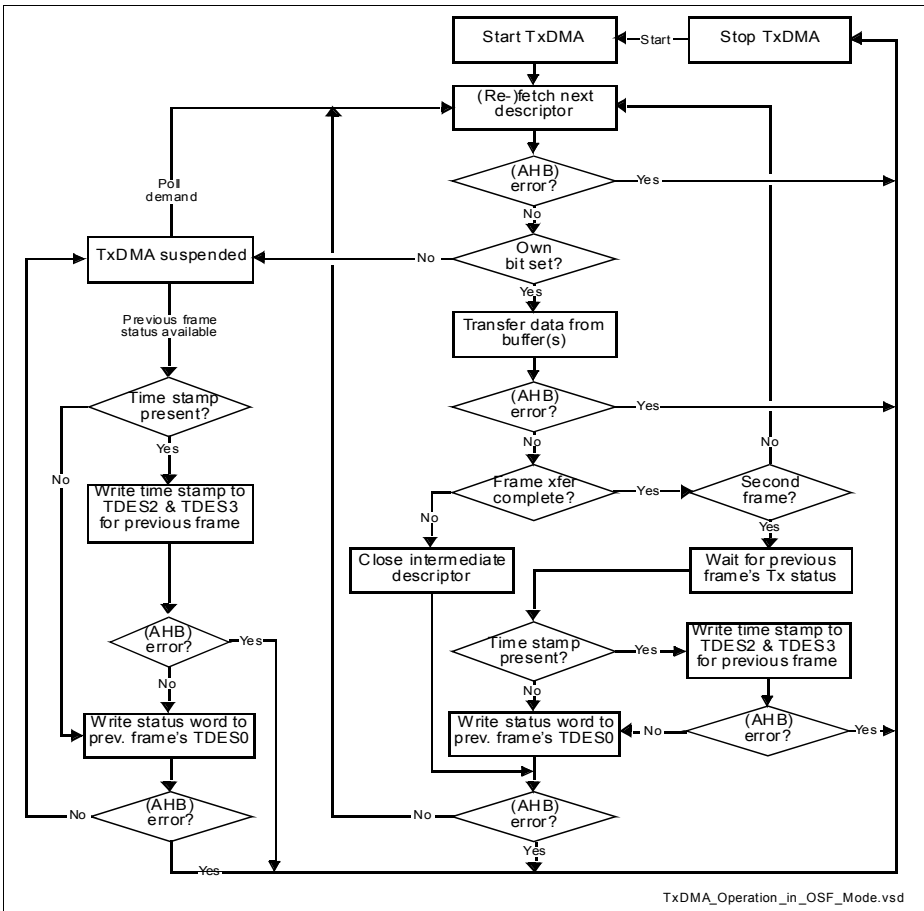 Start TxDMA
Start
Stop TxDMA
(Re-)fetch next
descriptor
(AHB)
error?
Yes
No
Poll
demand
TxDMA suspended
No
Own
bit set?
Yes
Previous frame
status available
Transfer data from
buffer(s)
Time stamp
present?
(AHB)
error?
Yes
No
Yes
No
No
Write time stamp to
TDES2 & TDES3
for previous frame
Frame xfer
complete?
Yes
Second
frame?
No
Yes
Close intermediate
descriptor
Wait for previous
frame's Tx status
(AHB)
error?
Yes
No
Time stamp
present?
Yes
No
Write time stamp to
TDES2 & TDES3
for previous frame
Write status word to
prev. frame's TDES0
Write status word to
prev. frame's TDES0
No
(AHB)
error?
Yes
No
(AHB)
error?
Yes
No
(AHB)
error?
Yes
TxDMA_Operation_in_OSF_Mode.vsd